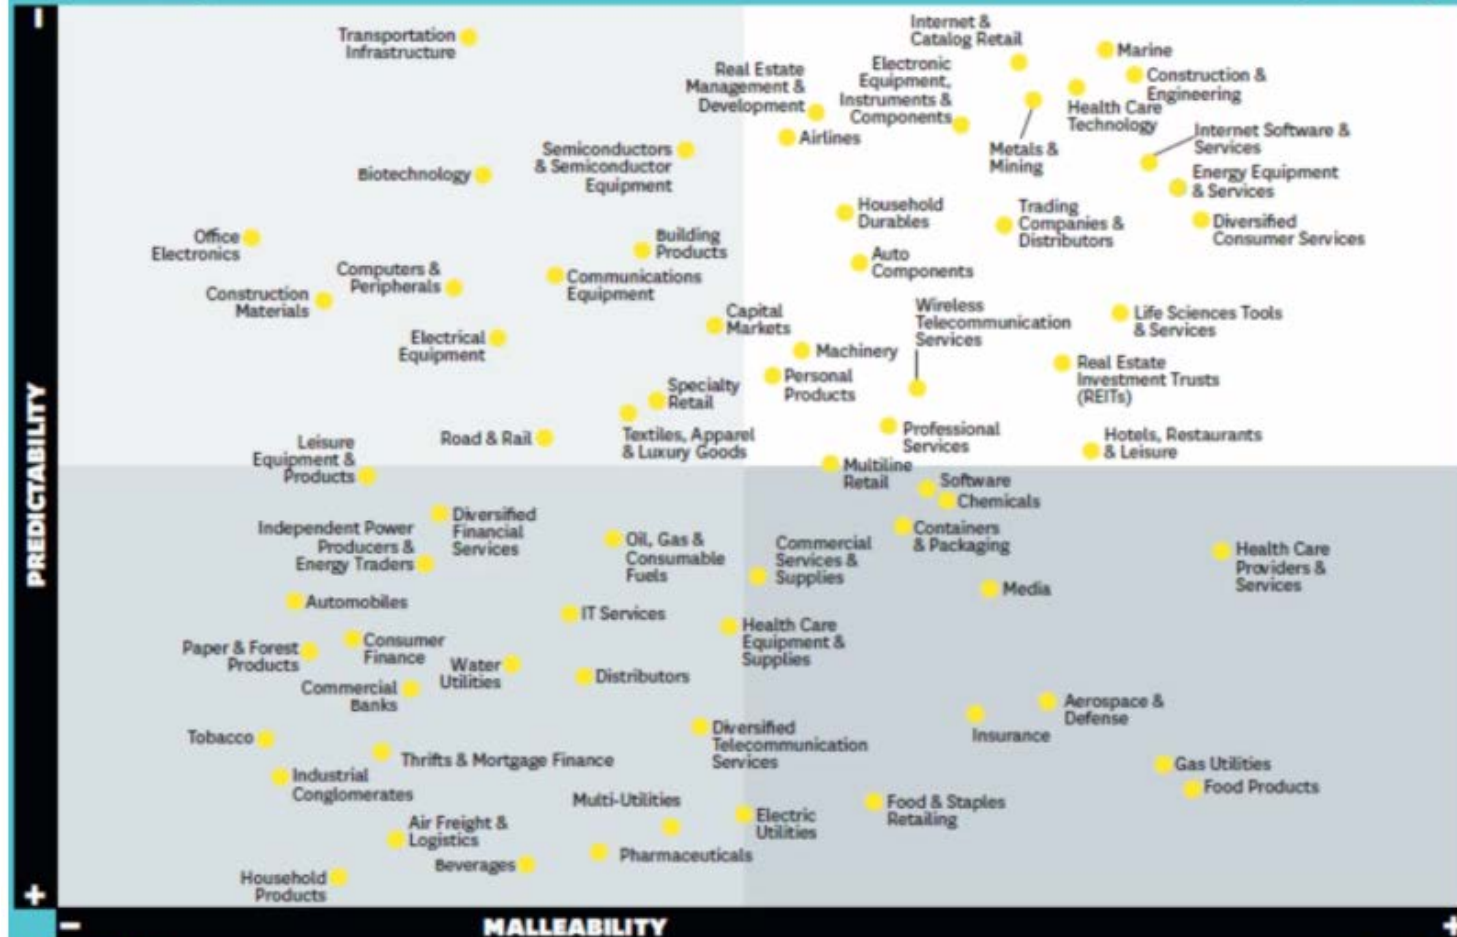 −
Transportation
Infrastructure
Internet &
Catalog Retail
Marine
Electronic
Equipment,
Instruments &
Components
Real Estate
Management &
Development
Construction &
Engineering
Health Care
Technology
Airlines
Metals &
Mining
Internet Software &
Services
Semiconductors
& Semiconductor
Equipment
Biotechnology
Energy Equipment
& Services
Household
Durables
Trading
Companies &
Distributors
Diversified
Consumer Services
Office
Electronics
Building
Products
Auto
Components
Computers &
Peripherals
Communications
Equipment
Construction
Materials
Capital
Markets
Wireless
Telecommunication
Services
Life Sciences Tools
& Services
Electrical
Equipment
Machinery
Personal
Products
Real Estate
Investment Trusts
(REITs)
Specialty
Retail
Road & Rail
Textiles, Apparel
& Luxury Goods
Professional
Services
Hotels, Restaurants
& Leisure
Leisure
Equipment &
Products
Multiline
Retail
Software
Chemicals
PREDICTABILITY
Diversified
Financial
Services
Independent Power
Producers &
Energy Traders
Oil, Gas &
Consumable
Fuels
Commercial
Services &
Supplies
Containers
& Packaging
Health Care
Providers &
Services
Media
Automobiles
IT Services
Health Care
Equipment &
Supplies
Paper & Forest
Products
Consumer
Finance
Water
Utilities
Distributors
Commercial
Banks
Aerospace &
Defense
Insurance
Tobacco
Diversified
Telecommunication
Services
Thrifts & Mortgage Finance
Gas Utilities
Food Products
Industrial
Conglomerates
Multi-Utilities
Electric
Utilities
Food & Staples
Retailing
Air Freight &
Logistics
Pharmaceuticals
Beverages
Household
Products
+
−
MALLEABILITY
+